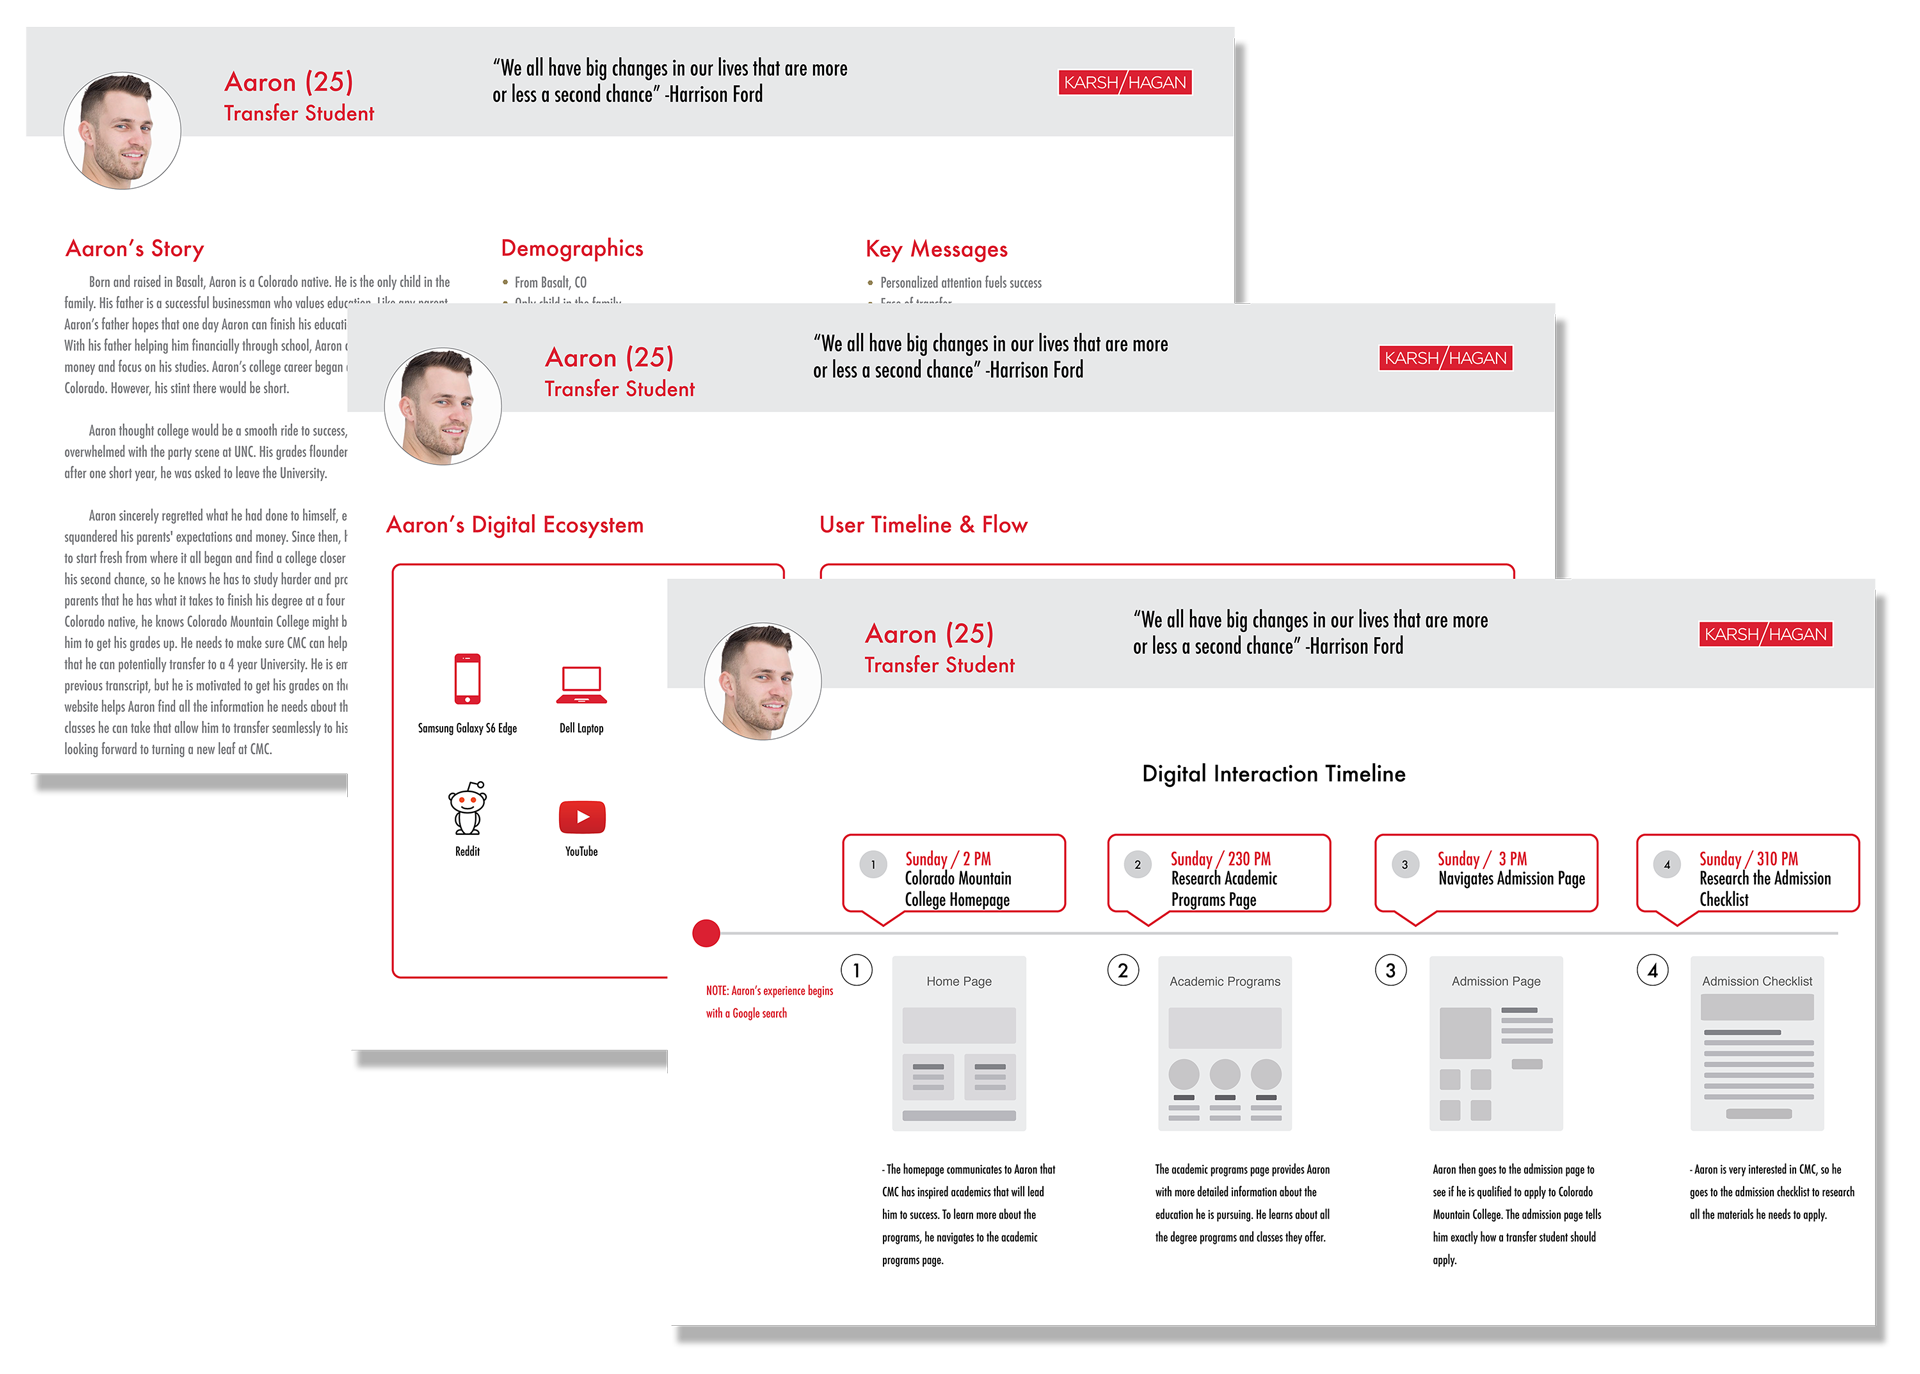 Aaron (25)
Transfer Student
“We all have big changes in our lives that are more
or less a second chance” -Harrison Ford
KARSH/HAGAN
Aaron’s Story
Born and raised in Basalt, Aaron is a Colorado native. He is the only child in the
family. His father is a successful businessman who values education. Like any parent,
Aaron’s father hopes that one day Aaron can finish his
With his father helping him financially through school, Aaron
money and focus on his studies. Aaron’s college career began
Colorado. However, his stint there would be short.
Aaron thought college would be a smooth ride to success,
overwhelmed with the party scene at UNC. His grades
after one short year, he was asked to leave the University.
Aaron sincerely regretted what he had done to himself,
squandered his parents' expectations and money. Since then,
to start fresh from where it all began and find a college closer
his second chance, so he knows he has to study harder and
parents that he has what it takes to finish his degree at a four
Colorado native, he knows Colorado Mountain College might
him to get his grades up. He needs to make sure CMC can help
that he can potentially transfer to a 4 year University. He is
previous transcript, but he is motivated to get his grades on
website helps Aaron find all the information he needs about
classes he can take that allow him to transfer seamlessly to his
looking forward to turning a new leaf at CMC.
Demographics
• From Basalt, CO
• Only child in the family
Key Messages
• Personalized attention fuels success
• Ease of transfer
Aaron (25)
Transfer Student
“We all have big changes in our lives that are more
or less a second chance” -Harrison Ford
KARSH/HAGAN
Aaron’s Digital Ecosystem
Samsung Galaxy S6 Edge
Dell Laptop
Reddit
YouTube
User Timeline & Flow
Aaron (25)
Transfer Student
“We all have big changes in our lives that are more
or less a second chance” -Harrison Ford
KARSH/HAGAN
Digital Interaction Timeline
1
Sunday / 2 PM
Colorado Mountain
College Homepage
2
Sunday / 230 PM
Research Academic
Programs Page
3
Sunday / 3 PM
Navigates Admission Page
4
Sunday / 310 PM
Research the Admission
Checklist
NOTE: Aaron’s experience begins
with a Google search
1
Home Page
- The homepage communicates to Aaron that
CMC has inspired academics that will lead
him to success. To learn more about the
programs, he navigates to the academic
programs page.
2
Academic Programs
The academic programs page provides Aaron
with more detailed information about the
education he is pursuing. He learns about all
the degree programs and classes they offer.
3
Admission Page
Aaron then goes to the admission page to
see if he is qualified to apply to Colorado
Mountain College. The admission page tells
him exactly how a transfer student should
apply.
4
Admission Checklist
- Aaron is very interested in CMC, so he
goes to the admission checklist to research
all the materials he needs to apply.